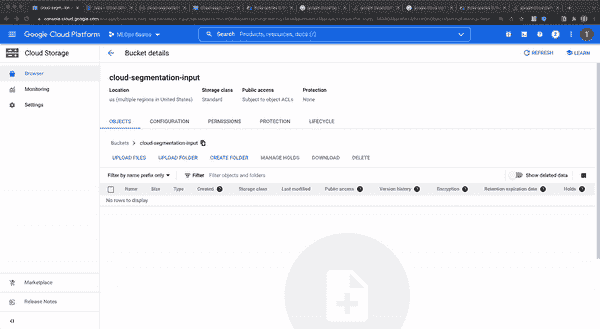 Google Cloud Platform
MLOps Source
Search Products, resources, docs (/)
Cloud Storage
Bucket details
REFRESH
LEARN
Browser
Monitoring
Settings
cloud-segmentation-input
Location Storage class Public access Protection
us (multiple regions in United States) Standard Subject to object ACLs None
OBJECTS CONFIGURATION PERMISSIONS PROTECTION LIFECYCLE
Buckets > cloud-segmentation-input
UPLOAD FILES UPLOAD FOLDER CREATE FOLDER MANAGE HOLDS DOWNLOAD DELETE
Filter by name prefix only Filter Filter objects and folders Show deleted data
Name Size Type Created Storage class Last modified Public access Version history Encryption Retention expiration date Holds
No rows to display
Marketplace
Release Notes